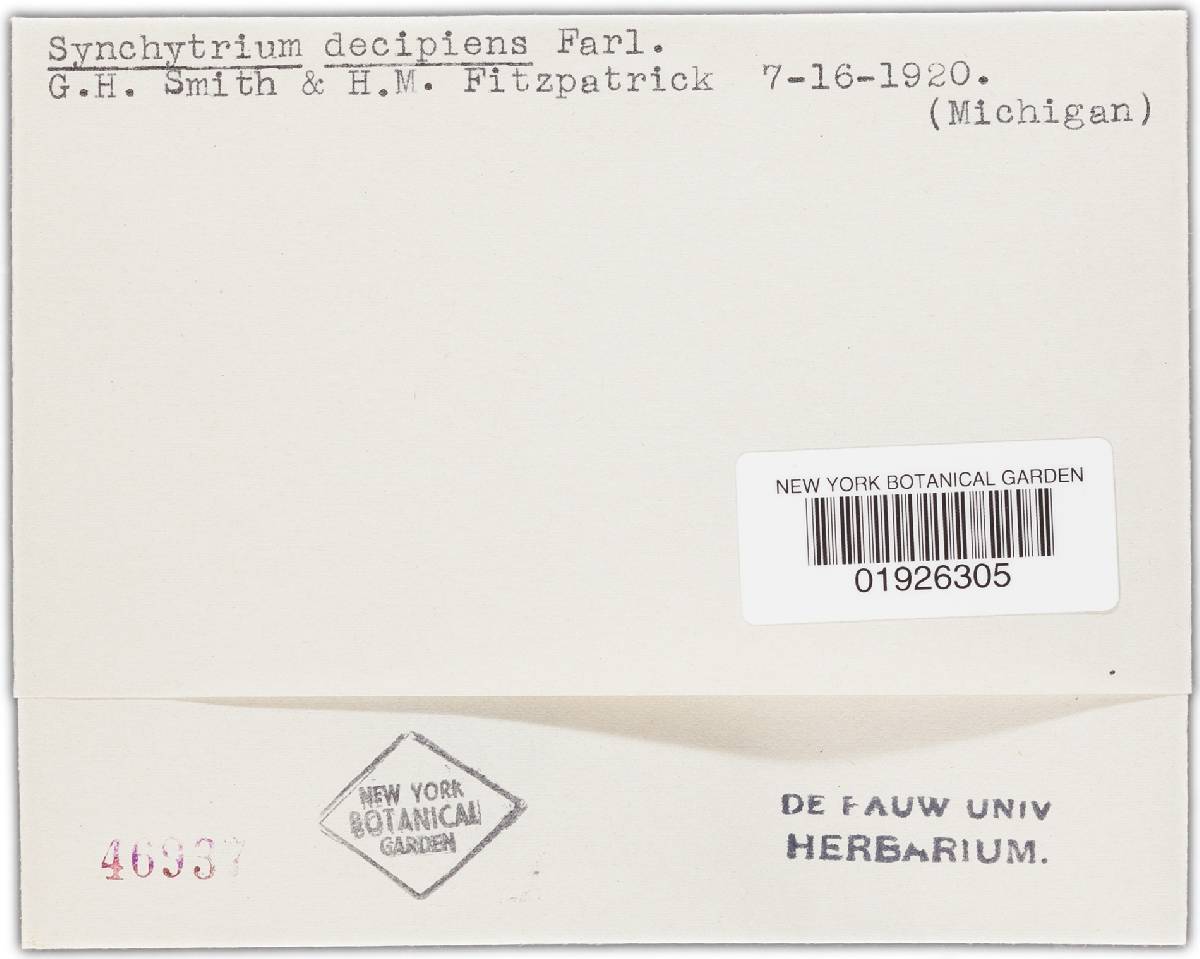 Synchytrium decipiens Farl.
G.H. Smith & H.M. Fitzpatrick 7-16-1920.
(Michigan)
NEW YORK BOTANICAL GARDEN
01926305
NEW YORK
BOTANICAL
GARDEN
DE PAUW UNIV
HERBARIUM.
46937